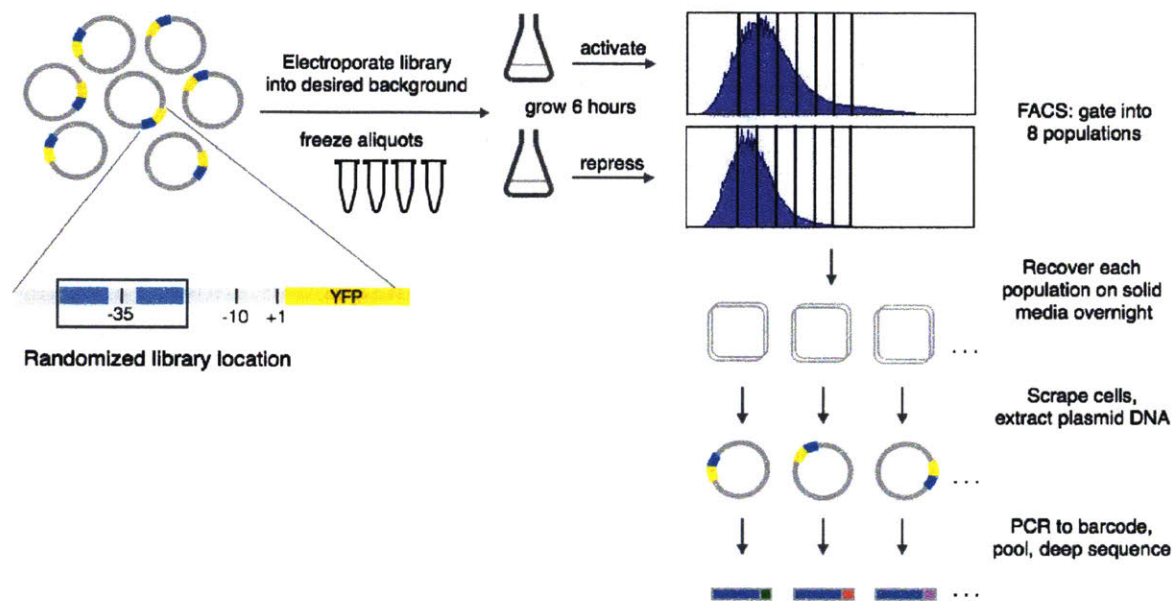 Electroporate library
into desired background
freeze aliquots
activate
grow 6 hours
repress
FACS: gate into
8 populations
-35
-10
+1
YFP
Randomized library location
Recover each
population on solid
media overnight
...
Scrape cells,
extract plasmid DNA
...
PCR to barcode,
pool, deep sequence
...